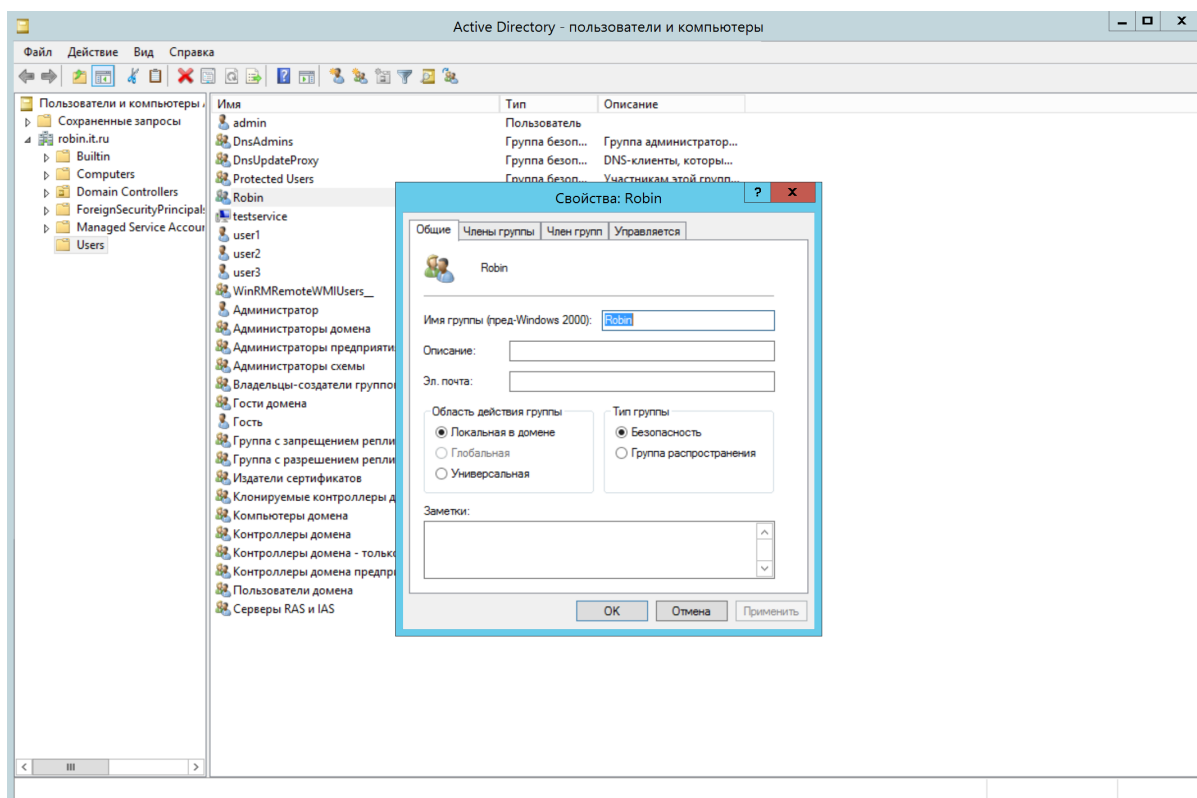 Active Directory - пользователи и компьютеры
Файл Действие Вид Справка
Пользователи и компьютеры
Сохраненные запросы
robin.it.ru
Builtin
Computers
Domain Controllers
ForeignSecurityPrincipals
Managed Service Accour
Users
Имя Тип Описание
admin Пользователь
DnsAdmins Группа безоп... Группа администратор...
DnsUpdateProxy Группа безоп... DNS-клиенты, которы...
Protected Users Группа безоп... Участникам этой групп...
Robin
testservice
user1
user2
user3
WinRMRemoteWMIUsers__
Администратор
Администраторы домена
Администраторы предприяти
Администраторы схемы
Владельцы-создатели группо
Гости домена
Гость
Группа с запрещением репли
Группа с разрешением репли
Издатели сертификатов
Клонируемые контроллеры д
Компьютеры домена
Контроллеры домена
Контроллеры домена - только
Контроллеры домена предпр
Пользователи домена
Серверы RAS и IAS
Свойства: Robin
Общие Члены группы Член групп Управляется
Robin
Имя группы (пред-Windows 2000): Robin
Описание:
Эл. почта:
Область действия группы
Локальная в домене
Глобальная
Универсальная
Тип группы
Безопасность
Группа распространения
Заметки:
OK Отмена Применить